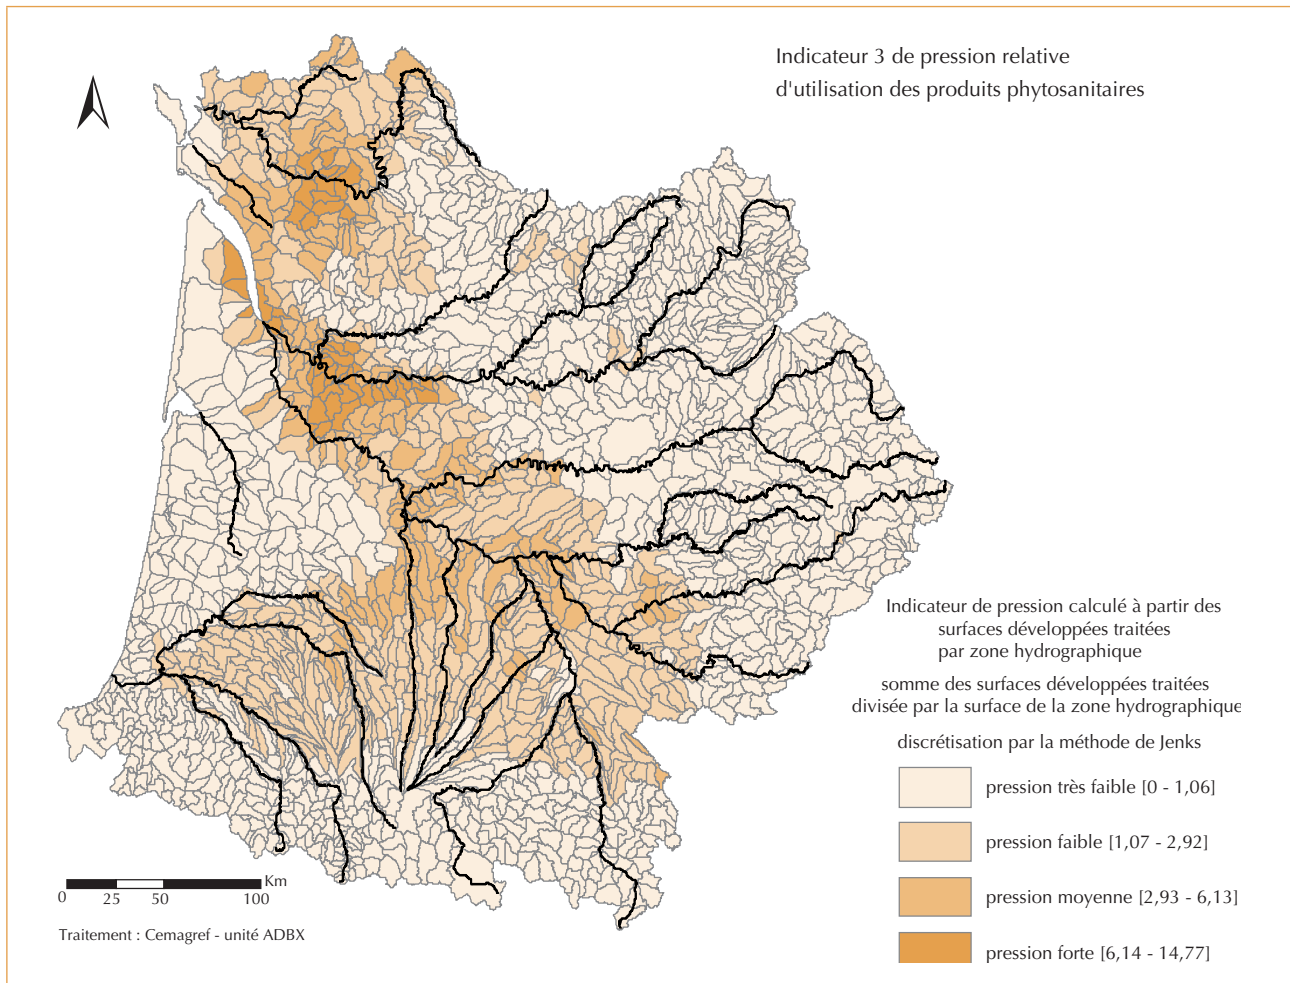 Indicateur 3 de pression relative
d'utilisation des produits phytosanitaires
Indicateur de pression calculé à partir des
surfaces développées traitées
par zone hydrographique
somme des surfaces développées traitées
divisée par la surface de la zone hydrographique
discrétisation par la méthode de Jenks
pression très faible [0 - 1,06]
pression faible [1,07 - 2,92]
pression moyenne [2,93 - 6,13]
pression forte [6,14 - 14,77]
Km
0 25 50 100
Traitement : Cemagref - unité ADBX